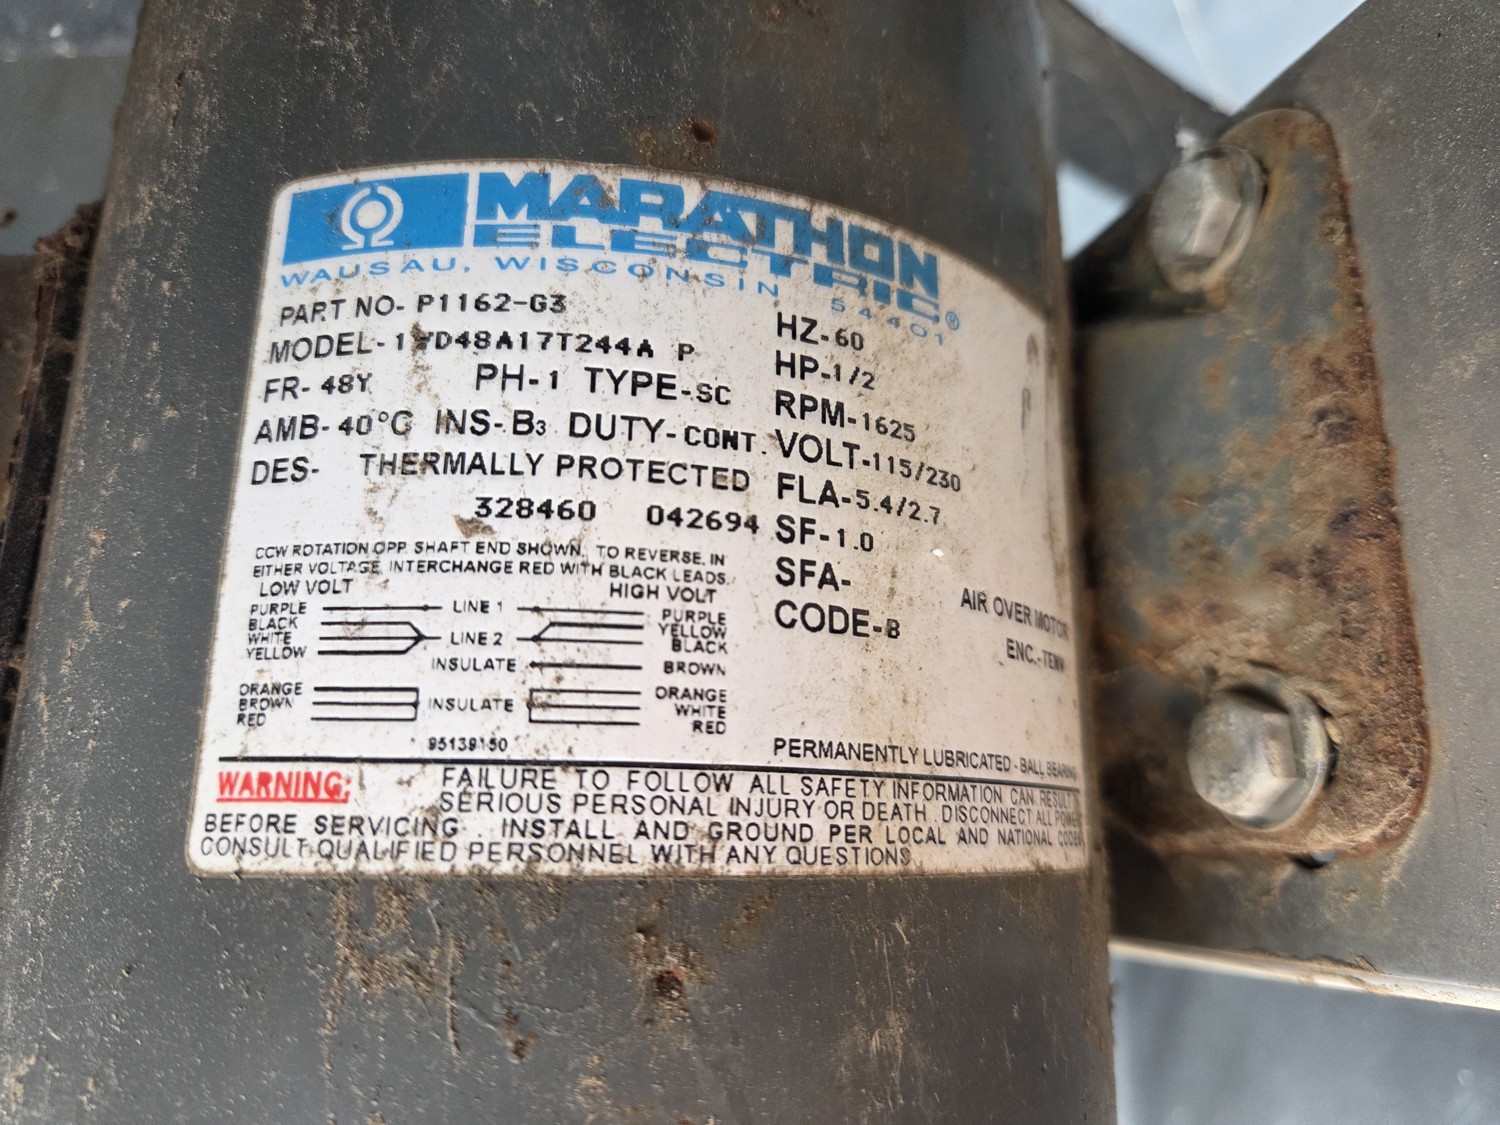 MARATHON
ELECTRIC®
WAUSAU, WISCONSIN 54401
PART NO- P1162-G3
MODEL- D48A17T244A P
FR- 48Y PH-1 TYPE-SC
AMB- 40°C INS-B3 DUTY-CONT.
DES- THERMALLY PROTECTED
328460 042694
HZ-60
HP-1/2
RPM-1625
VOLT-115/230
FLA-5.4/2.7
SF-1.0
SFA-
CODE-B
AIR OVER MOTOR
ENC.-
CCW ROTATION OPP. SHAFT END SHOWN. TO REVERSE, IN
EITHER VOLTAGE, INTERCHANGE RED WITH BLACK LEADS.
LOW VOLT HIGH VOLT
PURPLE LINE 1 PURPLE
BLACK YELLOW
WHITE LINE 2 BLACK
YELLOW
INSULATE BROWN
ORANGE ORANGE
BROWN INSULATE WHITE
RED RED
95139150
PERMANENTLY LUBRICATED - BALL BEARING
WARNING: FAILURE TO FOLLOW ALL SAFETY INFORMATION CAN RESULT
SERIOUS PERSONAL INJURY OR DEATH. DISCONNECT ALL POWER
BEFORE SERVICING. INSTALL AND GROUND PER LOCAL AND NATIONAL CODES
CONSULT QUALIFIED PERSONNEL WITH ANY QUESTIONS